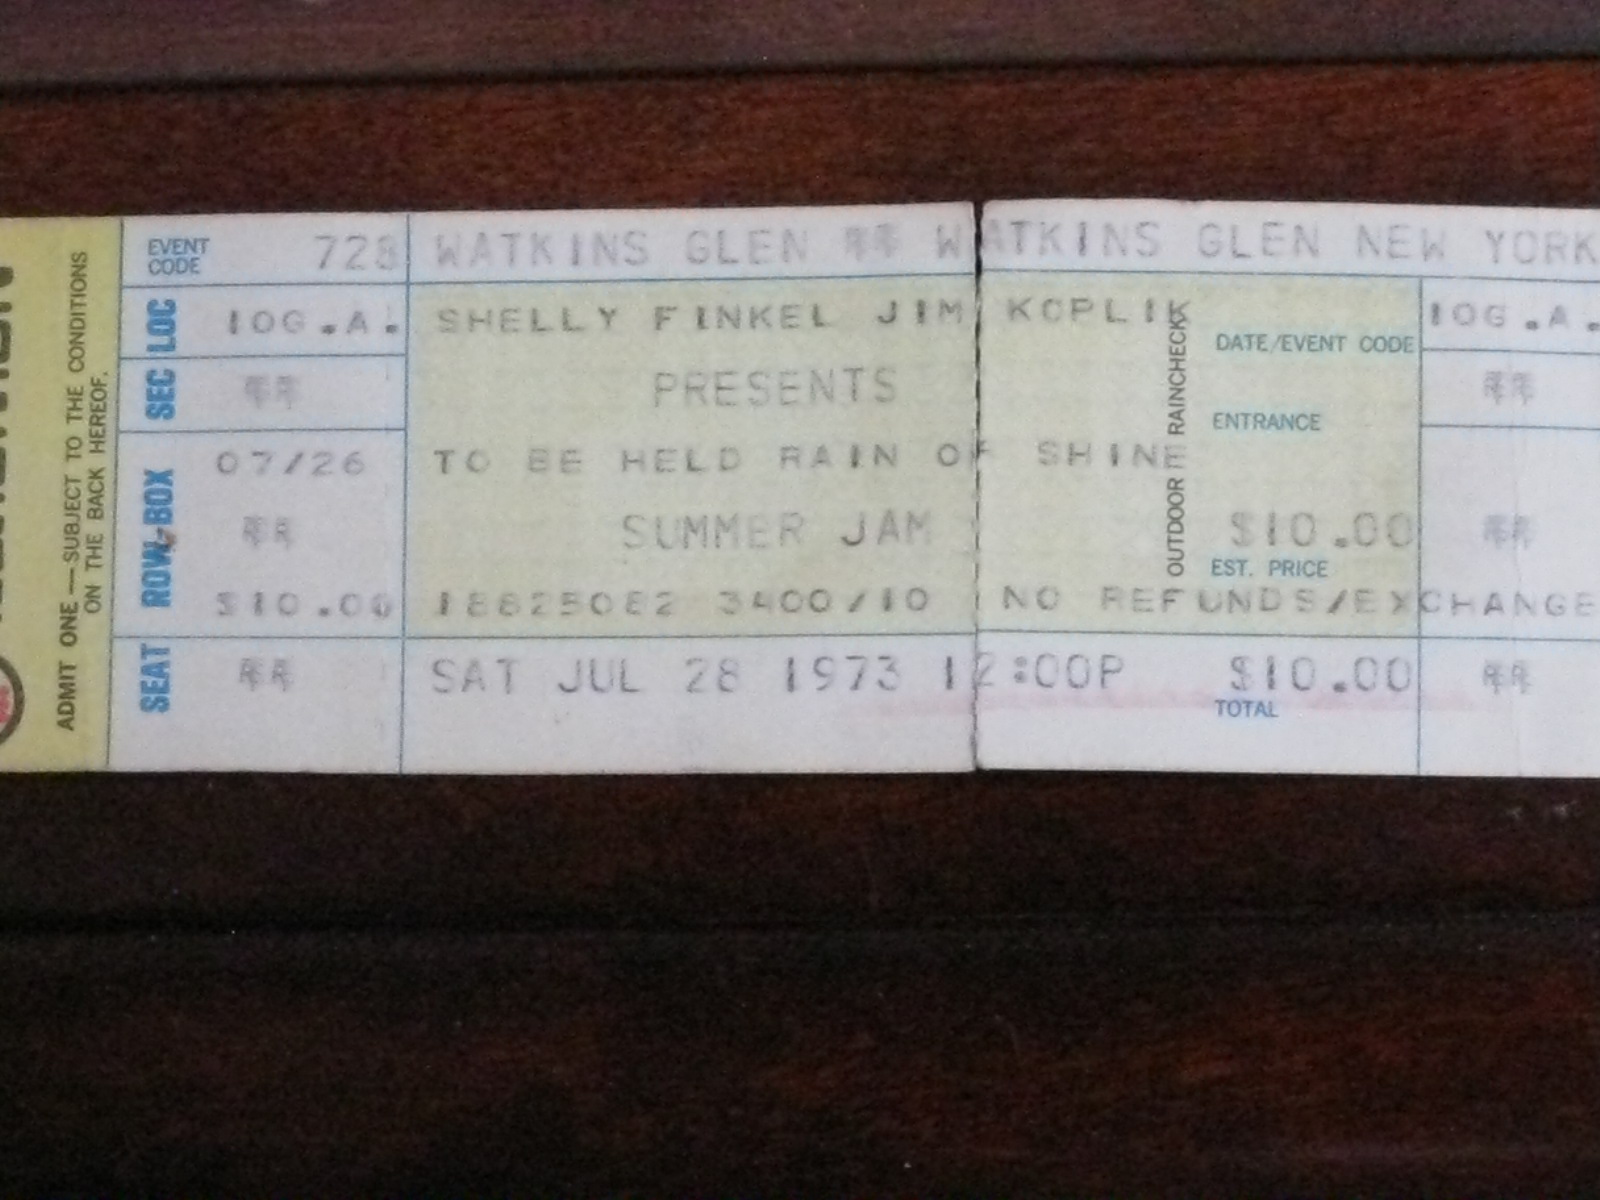 ADMIT ONE — SUBJECT TO THE CONDITIONS
ON THE BACK HEREOF.
EVENT CODE 728 WATKINS GLEN ** WATKINS GLEN NEW YORK
LOC 10G.A. SHELLY FINKEL JIM KOPLIK 10G.A.
DATE/EVENT CODE
SEC ** PRESENTS **
ENTRANCE
07/26 TO BE HELD RAIN OR SHINE
OUTDOOR RAINCHECK
ROW-BOX ** SUMMER JAM $10.00 **
EST. PRICE
$10.00 18825082 3400/10 NO REFUNDS/EXCHANGE
SEAT ** SAT JUL 28 1973 12:00P $10.00 **
TOTAL